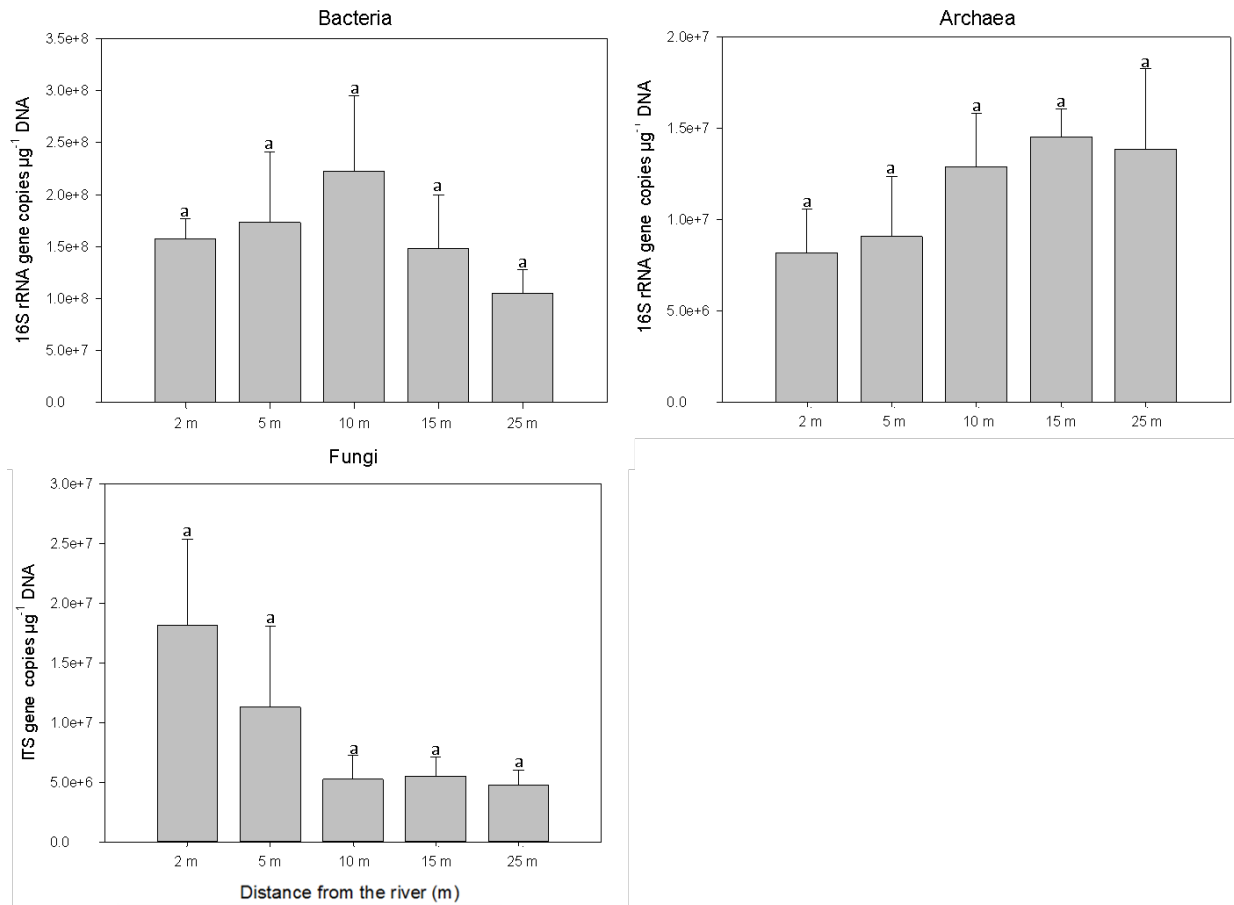 Bacteria
16S rRNA gene copies µg⁻¹ DNA
3.5e+8
3.0e+8
2.5e+8
2.0e+8
1.5e+8
1.0e+8
5.0e+7
0.0
a
a
a
a
a
2 m
5 m
10 m
15 m
25 m
Archaea
16S rRNA gene copies µg⁻¹ DNA
2.0e+7
1.5e+7
1.0e+7
5.0e+6
0.0
a
a
a
a
a
2 m
5 m
10 m
15 m
25 m
Fungi
ITS gene copies µg⁻¹ DNA
3.0e+7
2.5e+7
2.0e+7
1.5e+7
1.0e+7
5.0e+6
0.0
a
a
a
a
a
2 m
5 m
10 m
15 m
25 m
Distance from the river (m)